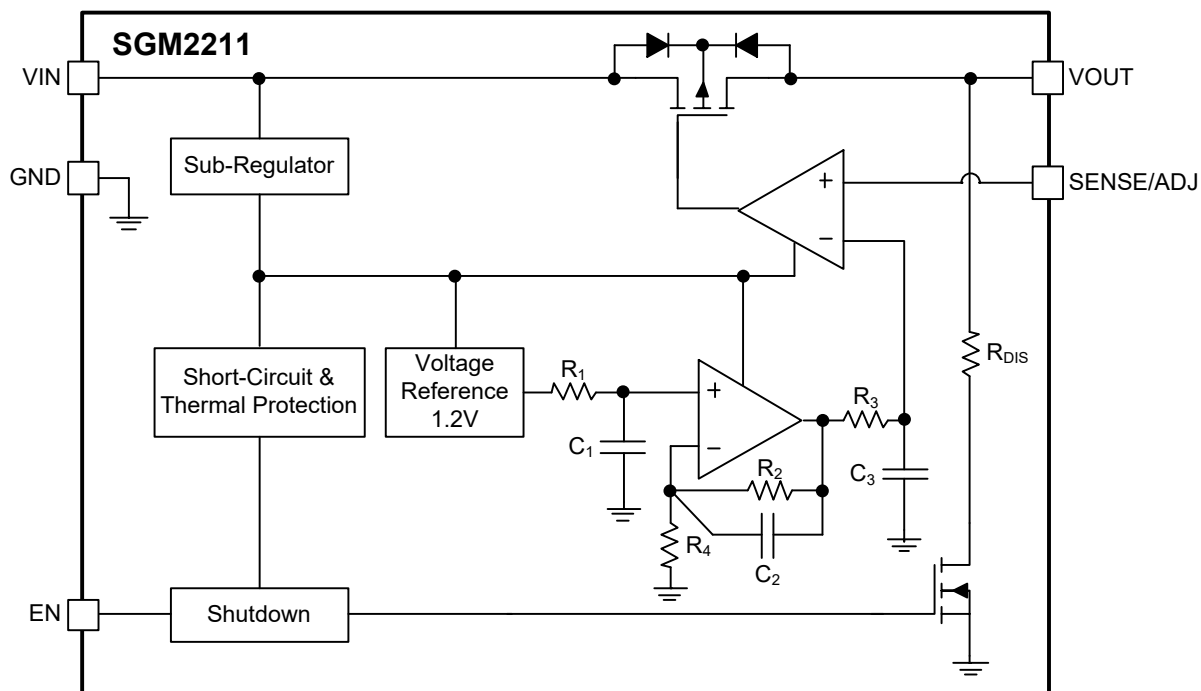 SGM2211
VIN
VOUT
Sub-Regulator
GND
+
SENSE/ADJ
−
Short-Circuit &
Thermal Protection
Voltage
Reference
1.2V
R1
C1
+
−
R2
C2
R4
R3
C3
RDIS
EN
Shutdown